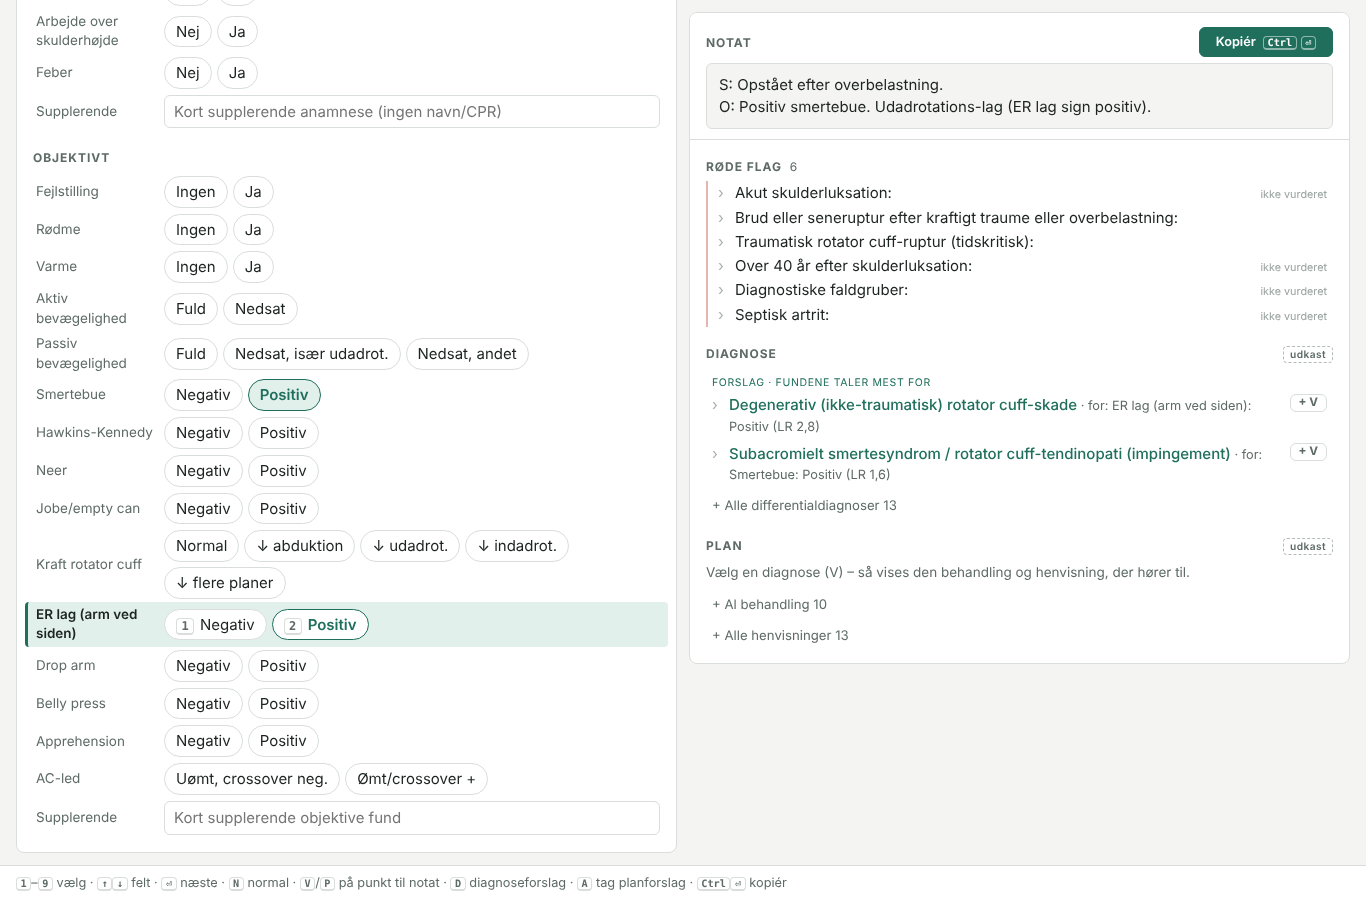 Arbejde over
skulderhøjde
Nej
Ja
Feber
Nej
Ja
Supplerende
Kort supplerende anamnese (ingen navn/CPR)
OBJEKTIVT
Fejlstilling
Ingen
Ja
Rødme
Ingen
Ja
Varme
Ingen
Ja
Aktiv
bevægelighed
Fuld
Nedsat
Passiv
bevægelighed
Fuld
Nedsat, især udadrot.
Nedsat, andet
Smertebue
Negativ
Positiv
Hawkins-Kennedy
Negativ
Positiv
Neer
Negativ
Positiv
Jobe/empty can
Negativ
Positiv
Kraft rotator cuff
Normal
↓ abduktion
↓ udadrot.
↓ indadrot.
↓ flere planer
ER lag (arm ved
siden)
1 Negativ
2 Positiv
Drop arm
Negativ
Positiv
Belly press
Negativ
Positiv
Apprehension
Negativ
Positiv
AC-led
Uømt, crossover neg.
Ømt/crossover +
Supplerende
Kort supplerende objektive fund
NOTAT
Kopiér Ctrl ⏎
S: Opstået efter overbelastning.
O: Positiv smertebue. Udadrotations-lag (ER lag sign positiv).
RØDE FLAG 6
› Akut skulderluksation:
ikke vurderet
› Brud eller seneruptur efter kraftigt traume eller overbelastning:
› Traumatisk rotator cuff-ruptur (tidskritisk):
› Over 40 år efter skulderluksation:
ikke vurderet
› Diagnostiske faldgruber:
ikke vurderet
› Septisk artrit:
ikke vurderet
DIAGNOSE
udkast
FORSLAG · FUNDENE TALER MEST FOR
› Degenerativ (ikke-traumatisk) rotator cuff-skade · for: ER lag (arm ved siden):
Positiv (LR 2,8)
+ V
› Subacromielt smertesyndrom / rotator cuff-tendinopati (impingement) · for:
Smertebue: Positiv (LR 1,6)
+ V
+ Alle differentialdiagnoser 13
PLAN
udkast
Vælg en diagnose (V) – så vises den behandling og henvisning, der hører til.
+ Al behandling 10
+ Alle henvisninger 13
1–9 vælg · ↑ ↓ felt · ⏎ næste · N normal · V/P på punkt til notat · D diagnoseforslag · A tag planforslag · Ctrl ⏎ kopiér